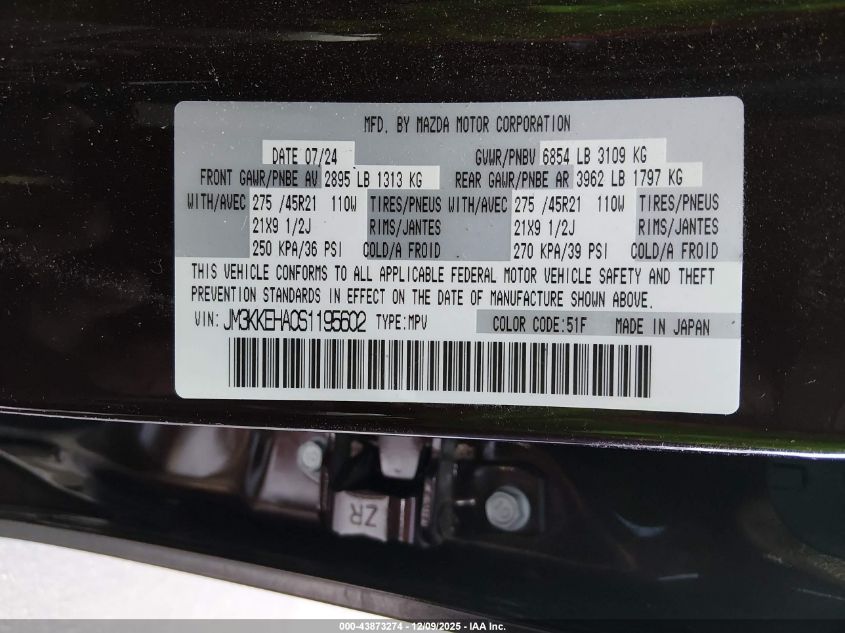 MFD. BY MAZDA MOTOR CORPORATION
DATE 07/24 GVWR/PNBV 6854 LB 3109 KG
FRONT GAWR/PNBE AV 2895 LB 1313 KG REAR GAWR/PNBE AR 3962 LB 1797 KG
WITH/AVEC 275 /45R21 110W TIRES/PNEUS WITH/AVEC 275 /45R21 110W TIRES/PNEUS
21X9 1/2J RIMS/JANTES 21X9 1/2J RIMS/JANTES
250 KPA/36 PSI COLD/A FROID 270 KPA/39 PSI COLD/A FROID
THIS VEHICLE CONFORMS TO ALL APPLICABLE FEDERAL MOTOR VEHICLE SAFETY AND THEFT
PREVENTION STANDARDS IN EFFECT ON THE DATE OF MANUFACTURE SHOWN ABOVE.
VIN: JM3KKEHA0S1195602 TYPE:MPV COLOR CODE:51F MADE IN JAPAN
ZR
000-43873274 - 12/09/2025 - IAA Inc.